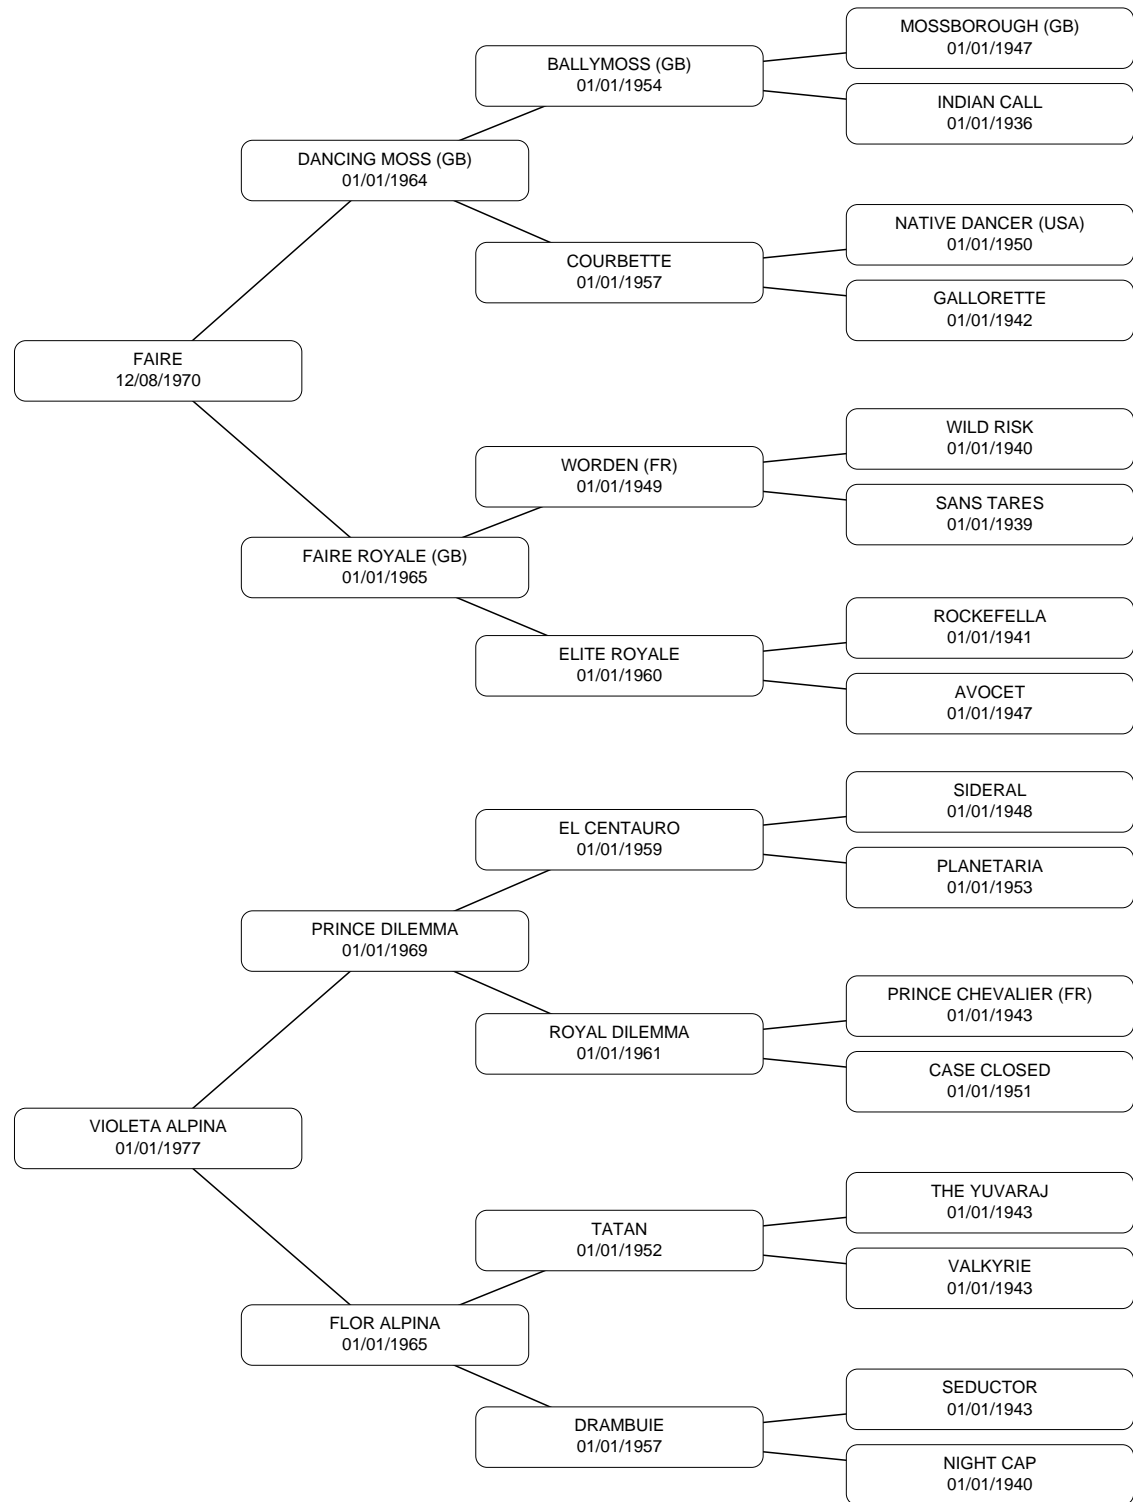 MOSSBOROUGH (GB)
01/01/1947
BALLYMOSS (GB)
01/01/1954
INDIAN CALL
01/01/1936
DANCING MOSS (GB)
01/01/1964
NATIVE DANCER (USA)
01/01/1950
COURBETTE
01/01/1957
GALLORETTE
01/01/1942
FAIRE
12/08/1970
WILD RISK
01/01/1940
WORDEN (FR)
01/01/1949
SANS TARES
01/01/1939
FAIRE ROYALE (GB)
01/01/1965
ROCKEFELLA
01/01/1941
ELITE ROYALE
01/01/1960
AVOCET
01/01/1947
SIDERAL
01/01/1948
EL CENTAURO
01/01/1959
PLANETARIA
01/01/1953
PRINCE DILEMMA
01/01/1969
PRINCE CHEVALIER (FR)
01/01/1943
ROYAL DILEMMA
01/01/1961
CASE CLOSED
01/01/1951
VIOLETA ALPINA
01/01/1977
THE YUVARAJ
01/01/1943
TATAN
01/01/1952
VALKYRIE
01/01/1943
FLOR ALPINA
01/01/1965
SEDUCTOR
01/01/1943
DRAMBUIE
01/01/1957
NIGHT CAP
01/01/1940